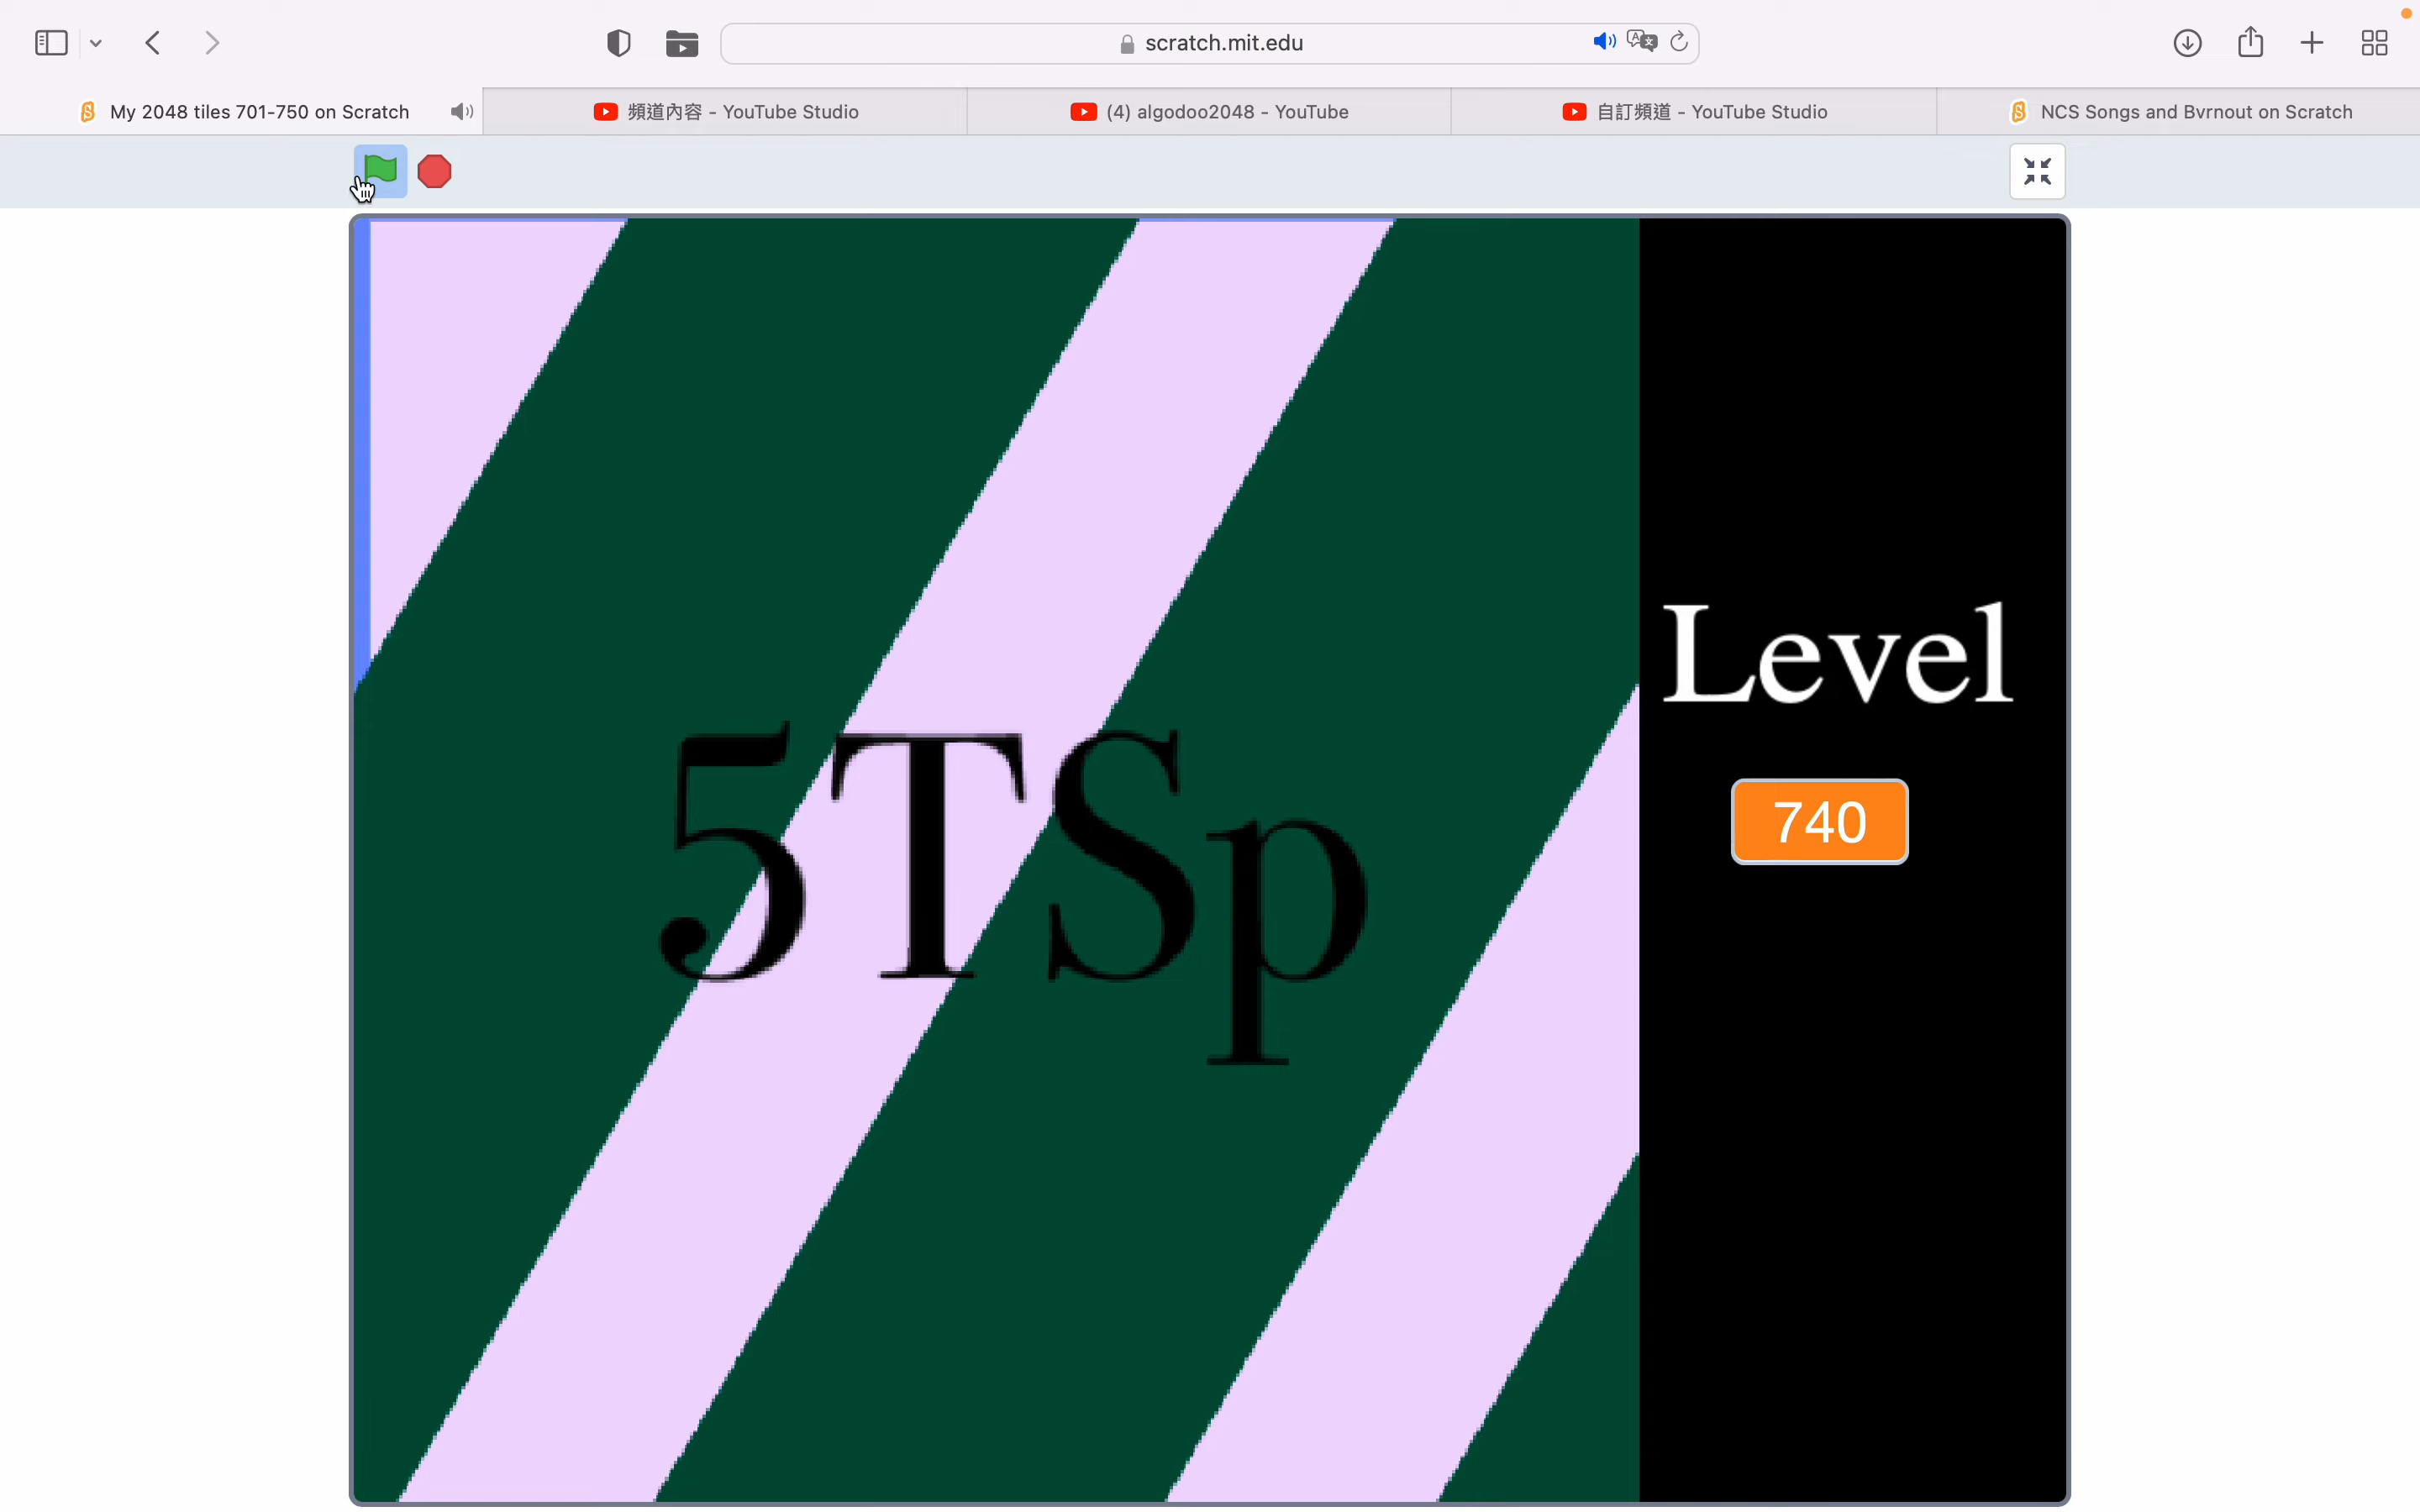 scratch.mit.edu
My 2048 tiles 701-750 on Scratch
頻道內容 - YouTube Studio
(4) algodoo2048 - YouTube
自訂頻道 - YouTube Studio
NCS Songs and Bvrnout on Scratch
Level
5TSp
740